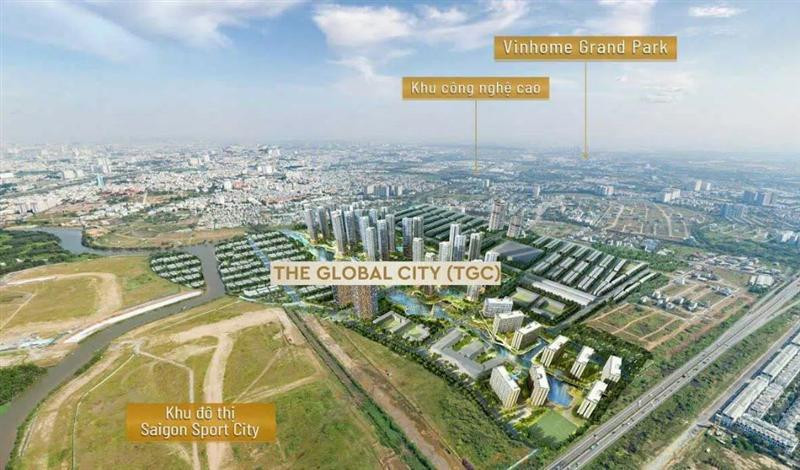 Vinhome Grand Park
Khu công nghệ cao
THE GLOBAL CITY (TGC)
Khu đô thị
Saigon Sport City